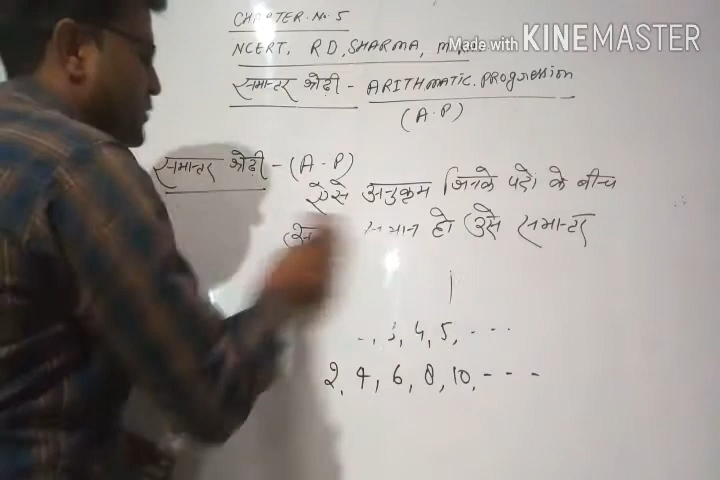 CHAPTER.No.5
Made with KINEMASTER
NCERT, RD, SHARMA,
समान्तर श्रेढ़ी - ARITHMATIC.PROGRESSION
(A.P)
समान्तर श्रेढ़ी - (A-P)
ऐसे अनुक्रम जिनके पदों के बीच
समान हो उसे समान्तर
3, 4, 5, - - -
2, 4, 6, 8, 10, - - -